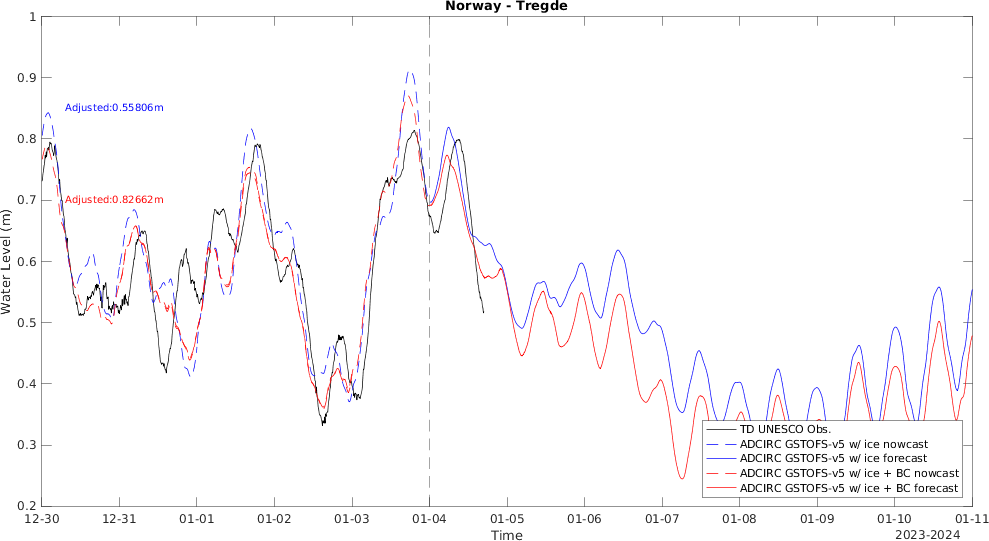 Norway - Tregde
1
0.9
0.8
0.7
0.6
0.5
0.4
0.3
0.2
Water Level (m)
Adjusted:0.55806m
Adjusted:0.82662m
TD UNESCO Obs.
ADCIRC GSTOFS-v5 w/ ice nowcast
ADCIRC GSTOFS-v5 w/ ice forecast
ADCIRC GSTOFS-v5 w/ ice + BC nowcast
ADCIRC GSTOFS-v5 w/ ice + BC forecast
12-30 12-31 01-01 01-02 01-03 01-04 01-05 01-06 01-07 01-08 01-09 01-10 01-11
Time
2023-2024